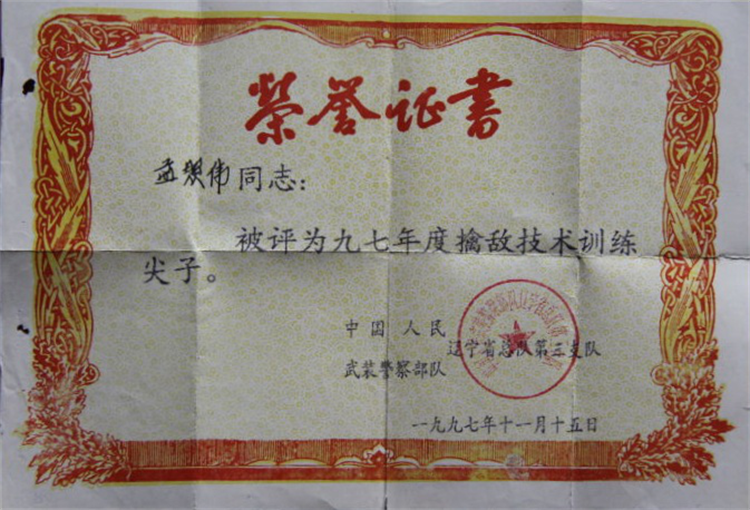 荣誉证书
孟焕伟同志：
被评为九七年度擒敌技术训练
尖子。
中国人民
武装警察部队
辽宁省总队第三支队
一九九七年十一月十五日